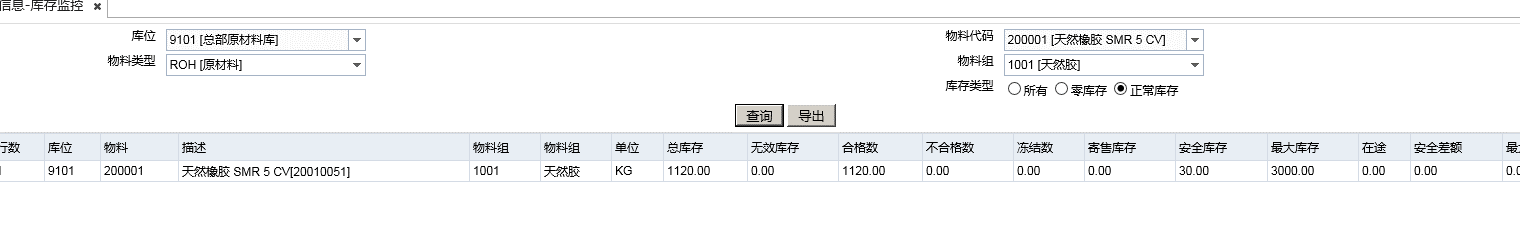 信息-库存监控 ×
库位 9101 [总部原材料库] 物料代码 200001 [天然橡胶 SMR 5 CV]
物料类型 ROH [原材料] 物料组 1001 [天然胶]
库存类型 所有 零库存 正常库存
查询 导出
行数 库位 物料 描述 物料组 物料组 单位 总库存 无效库存 合格数 不合格数 冻结数 寄售库存 安全库存 最大库存 在途 安全差额
9101 200001 天然橡胶 SMR 5 CV[20010051] 1001 天然胶 KG 1120.00 0.00 1120.00 0.00 0.00 0.00 30.00 3000.00 0.00 0.00